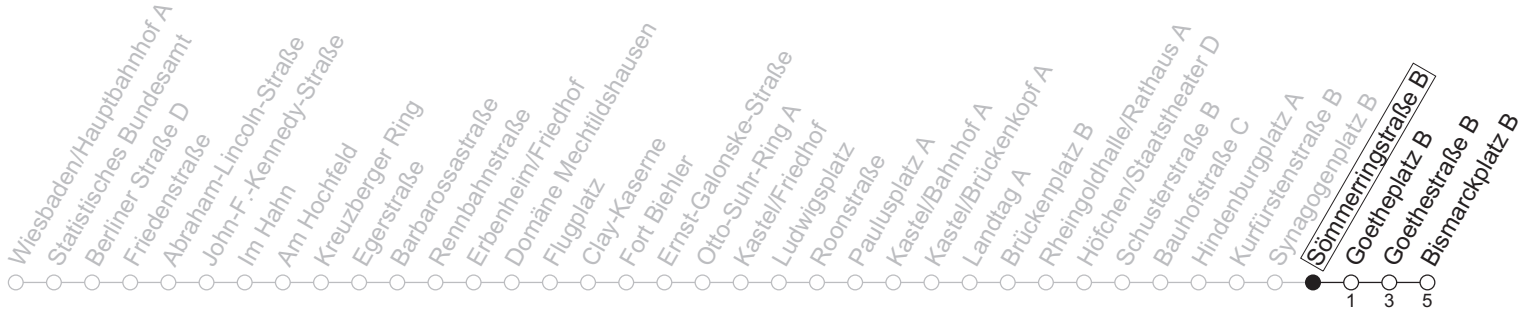 Wiesbaden/Hauptbahnhof A
Statistisches Bundesamt
Berliner Straße D
Friedenstraße
Abraham-Lincoln-Straße
John-F.-Kennedy-Straße
Im Hahn
Am Hochfeld
Kreuzberger Ring
Egerstraße
Barbarossastraße
Rennbahnstraße
Erbenheim/Friedhof
Domäne Mechtildshausen
Flugplatz
Clay-Kaserne
Fort Biehler
Ernst-Galonske-Straße
Otto-Suhr-Ring A
Kastel/Friedhof
Ludwigsplatz
Roonstraße
Paulusplatz A
Kastel/Bahnhof A
Kastel/Brückenkopf A
Landtag A
Brückenplatz B
Rheingoldhalle/Rathaus A
Höfchen/Staatstheater D
Schusterstraße B
Bauhofstraße C
Hindenburgplatz A
Kurfürstenstraße B
Synagogenplatz B
Sömmerringstraße B
Goetheplatz B
Goethestraße B
Bismarckplatz B
1 3 5